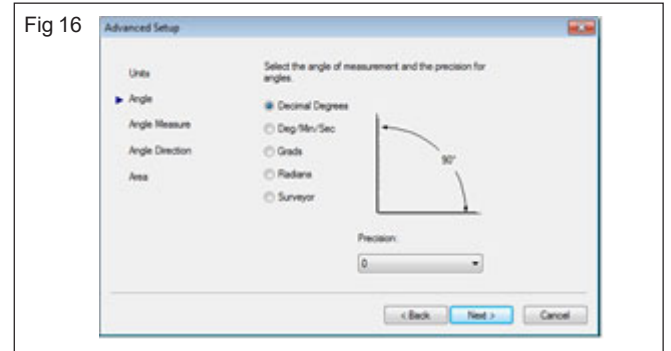 Fig 16
Advanced Setup
Units
Angle
Angle Measure
Angle Direction
Area
Select the angle of measurement and the precision for
angles.
Decimal Degrees
Deg/Min/Sec
Grads
Radians
Surveyor
90°
Precision:
0
< Back
Next >
Cancel